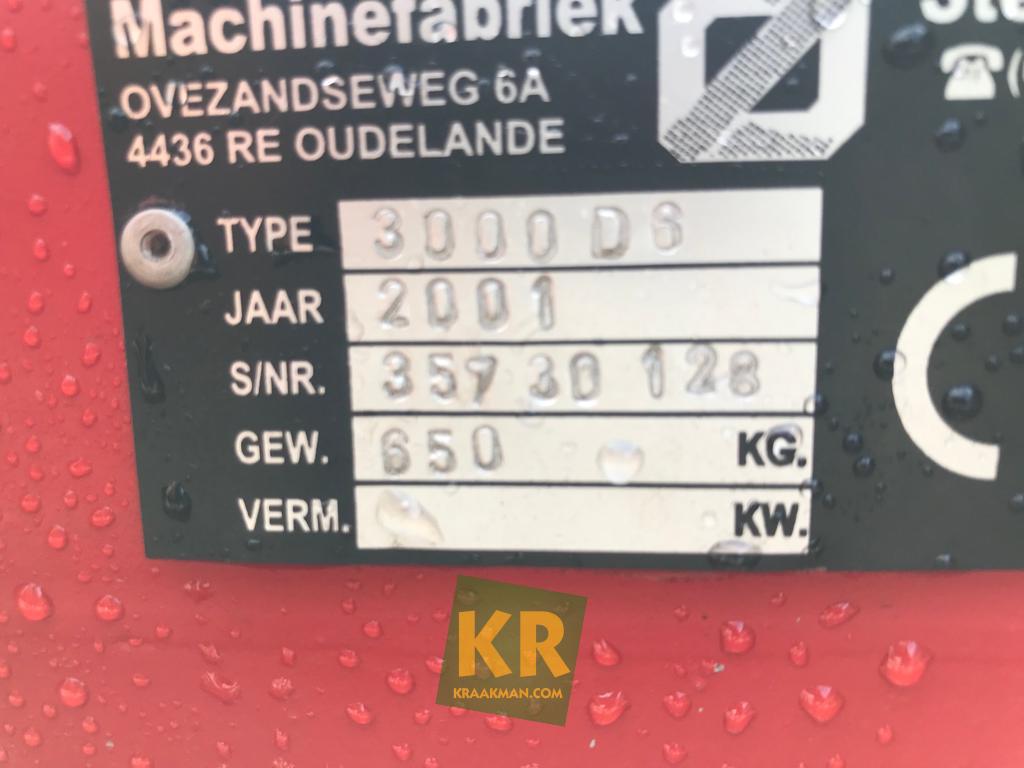 Machinefabriek
OVEZANDSEWEG 6A
4436 RE OUDELANDE
TYPE 3000 D6
JAAR 2001
S/NR. 357 30 128
GEW. 650 KG.
VERM. KW.
KR
KRAAKMAN.COM